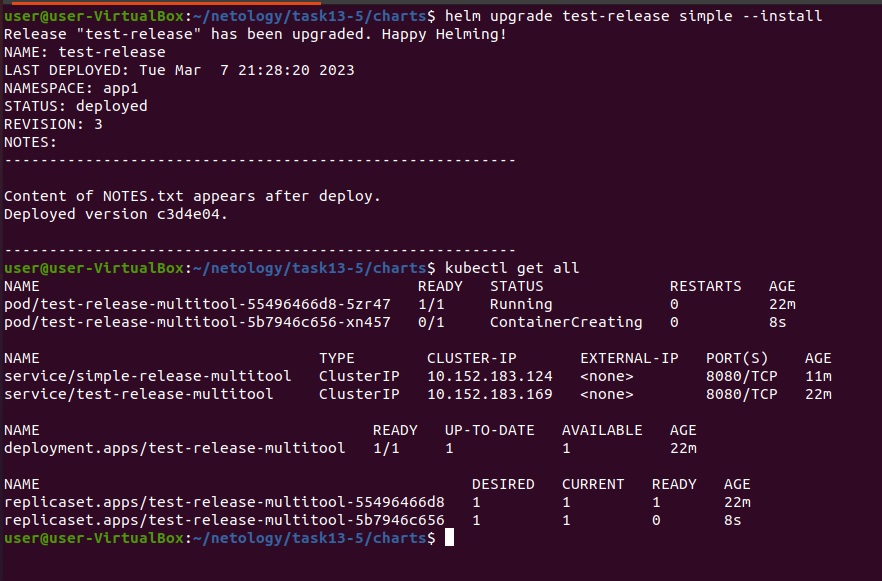 user@user-VirtualBox:~/netology/task13-5/charts$ helm upgrade test-release simple --install
Release "test-release" has been upgraded. Happy Helming!
NAME: test-release
LAST DEPLOYED: Tue Mar  7 21:28:20 2023
NAMESPACE: app1
STATUS: deployed
REVISION: 3
NOTES:
---------------------------------------------------------
Content of NOTES.txt appears after deploy.
Deployed version c3d4e04.
---------------------------------------------------------
user@user-VirtualBox:~/netology/task13-5/charts$ kubectl get all
NAME                                          READY   STATUS              RESTARTS   AGE
pod/test-release-multitool-55496466d8-5zr47   1/1     Running             0          22m
pod/test-release-multitool-5b7946c656-xn457   0/1     ContainerCreating   0          8s
NAME                               TYPE        CLUSTER-IP       EXTERNAL-IP   PORT(S)    AGE
service/simple-release-multitool   ClusterIP   10.152.183.124   <none>        8080/TCP   11m
service/test-release-multitool     ClusterIP   10.152.183.169   <none>        8080/TCP   22m
NAME                                     READY   UP-TO-DATE   AVAILABLE   AGE
deployment.apps/test-release-multitool   1/1     1            1           22m
NAME                                                DESIRED   CURRENT   READY   AGE
replicaset.apps/test-release-multitool-55496466d8   1         1         1       22m
replicaset.apps/test-release-multitool-5b7946c656   1         1         0       8s
user@user-VirtualBox:~/netology/task13-5/charts$